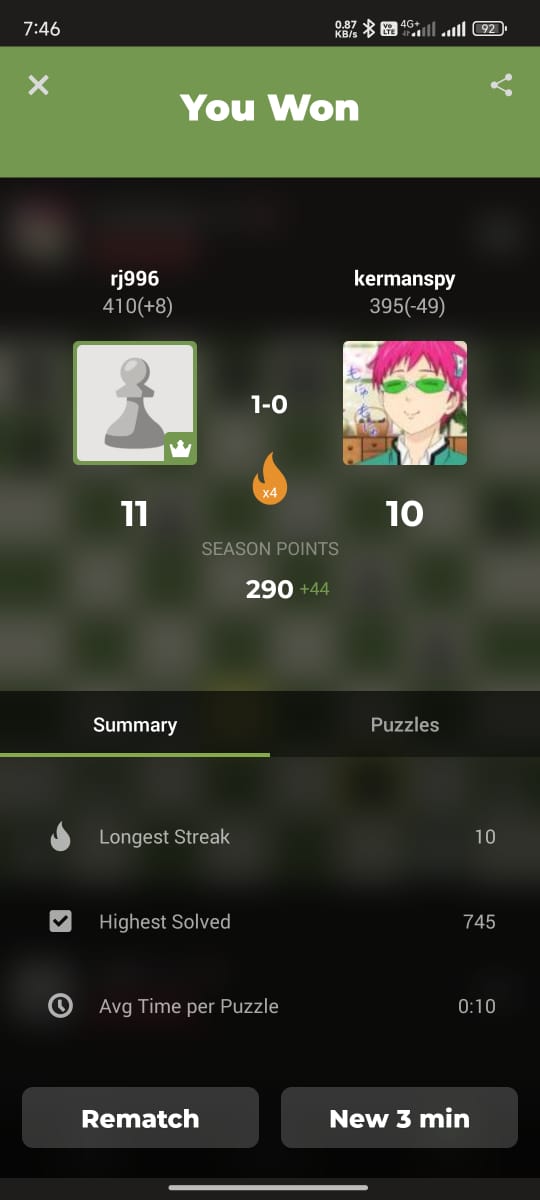 7:46
0.87
KB/s
Vo
LTE
4G+
92
You Won
rj996
kermanspy
410(+8)
395(-49)
1-0
x4
11
10
SEASON POINTS
290 +44
Summary
Puzzles
Longest Streak
10
Highest Solved
745
Avg Time per Puzzle
0:10
Rematch
New 3 min